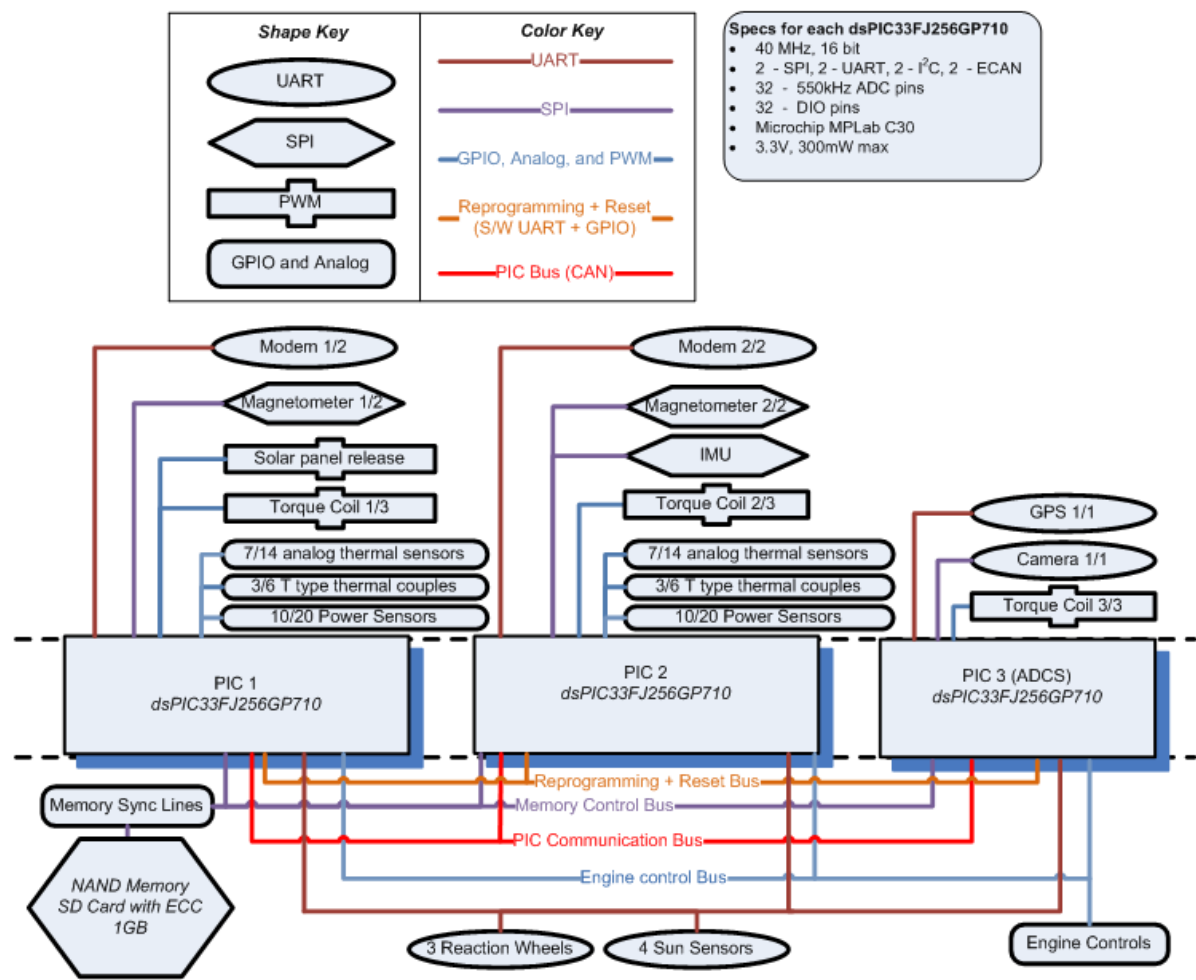 Shape Key
UART
SPI
PWM
GPIO and Analog
Color Key
UART
SPI
GPIO, Analog, and PWM
Reprogramming + Reset
(S/W UART + GPIO)
PIC Bus (CAN)
Specs for each dsPIC33FJ256GP710
• 40 MHz, 16 bit
• 2 - SPI, 2 - UART, 2 - I²C, 2 - ECAN
• 32 - 550kHz ADC pins
• 32 - DIO pins
• Microchip MPLab C30
• 3.3V, 300mW max
Modem 1/2
Magnetometer 1/2
Solar panel release
Torque Coil 1/3
7/14 analog thermal sensors
3/6 T type thermal couples
10/20 Power Sensors
Modem 2/2
Magnetometer 2/2
IMU
Torque Coil 2/3
7/14 analog thermal sensors
3/6 T type thermal couples
10/20 Power Sensors
GPS 1/1
Camera 1/1
Torque Coil 3/3
PIC 1
dsPIC33FJ256GP710
PIC 2
dsPIC33FJ256GP710
PIC 3 (ADCS)
dsPIC33FJ256GP710
Reprogramming + Reset Bus
Memory Sync Lines
Memory Control Bus
PIC Communication Bus
Engine control Bus
NAND Memory
SD Card with ECC
1GB
3 Reaction Wheels
4 Sun Sensors
Engine Controls